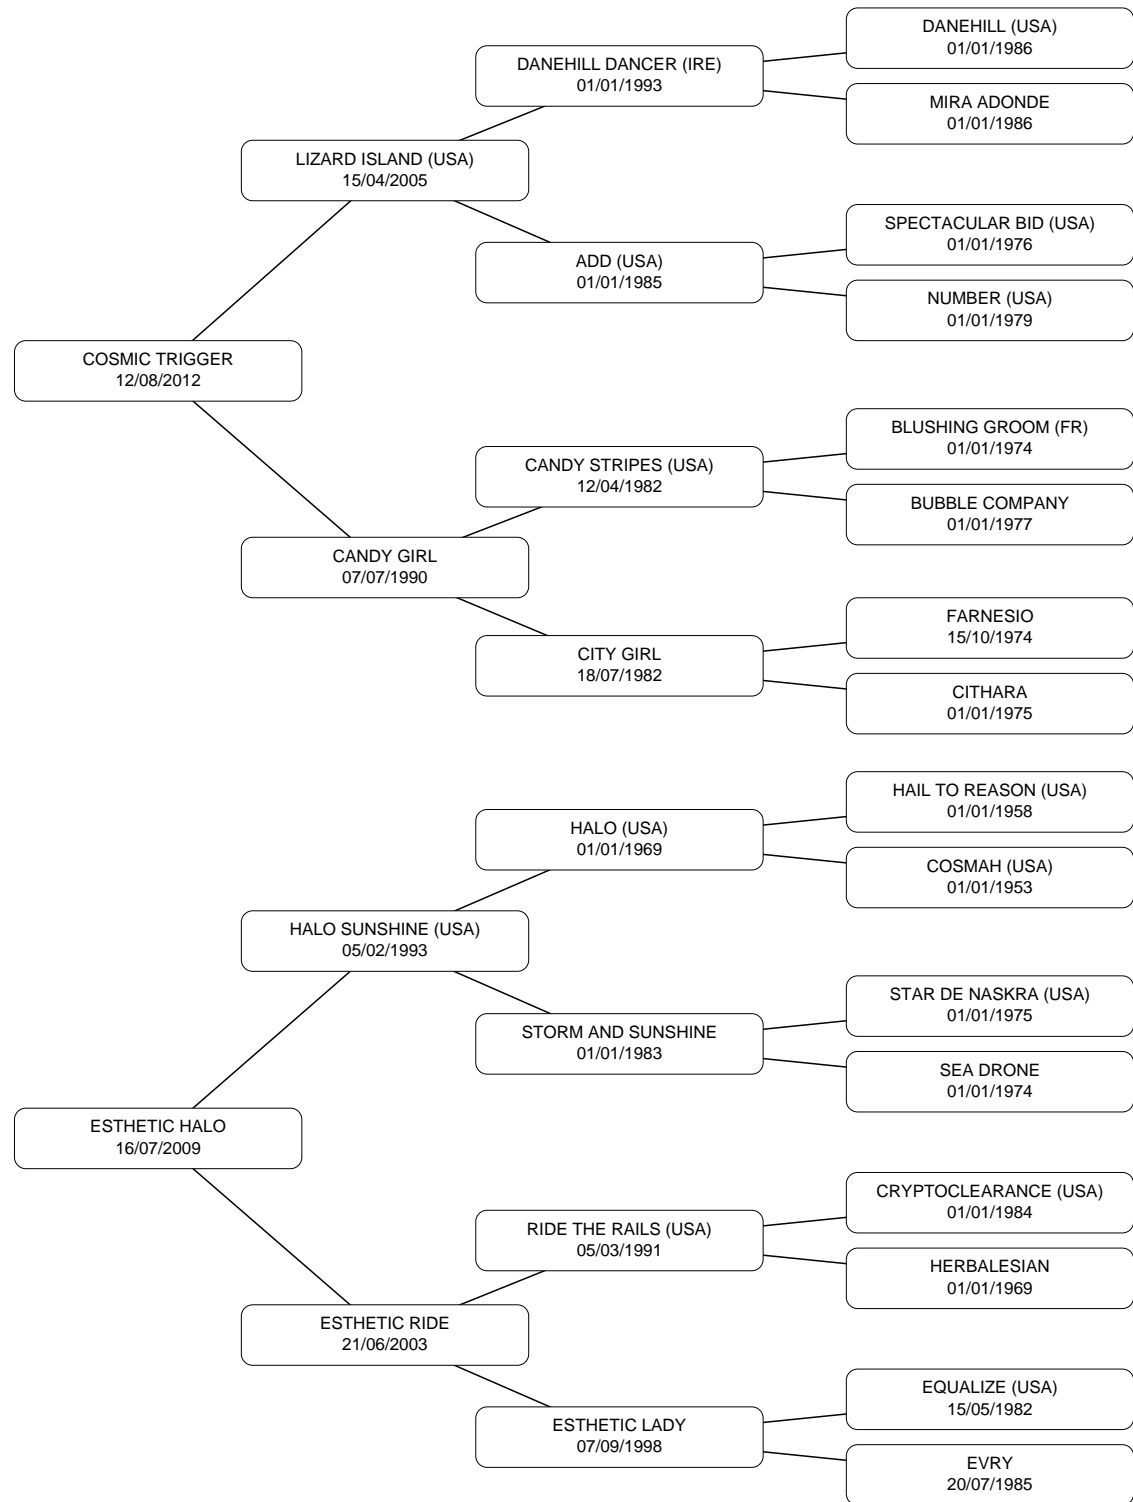 DANEHILL (USA)
01/01/1986
DANEHILL DANCER (IRE)
01/01/1993
MIRA ADONDE
01/01/1986
LIZARD ISLAND (USA)
15/04/2005
SPECTACULAR BID (USA)
01/01/1976
ADD (USA)
01/01/1985
NUMBER (USA)
01/01/1979
COSMIC TRIGGER
12/08/2012
BLUSHING GROOM (FR)
01/01/1974
CANDY STRIPES (USA)
12/04/1982
BUBBLE COMPANY
01/01/1977
CANDY GIRL
07/07/1990
FARNESIO
15/10/1974
CITY GIRL
18/07/1982
CITHARA
01/01/1975
HAIL TO REASON (USA)
01/01/1958
HALO (USA)
01/01/1969
COSMAH (USA)
01/01/1953
HALO SUNSHINE (USA)
05/02/1993
STAR DE NASKRA (USA)
01/01/1975
STORM AND SUNSHINE
01/01/1983
SEA DRONE
01/01/1974
ESTHETIC HALO
16/07/2009
CRYPTOCLEARANCE (USA)
01/01/1984
RIDE THE RAILS (USA)
05/03/1991
HERBALESIAN
01/01/1969
ESTHETIC RIDE
21/06/2003
EQUALIZE (USA)
15/05/1982
ESTHETIC LADY
07/09/1998
EVRY
20/07/1985